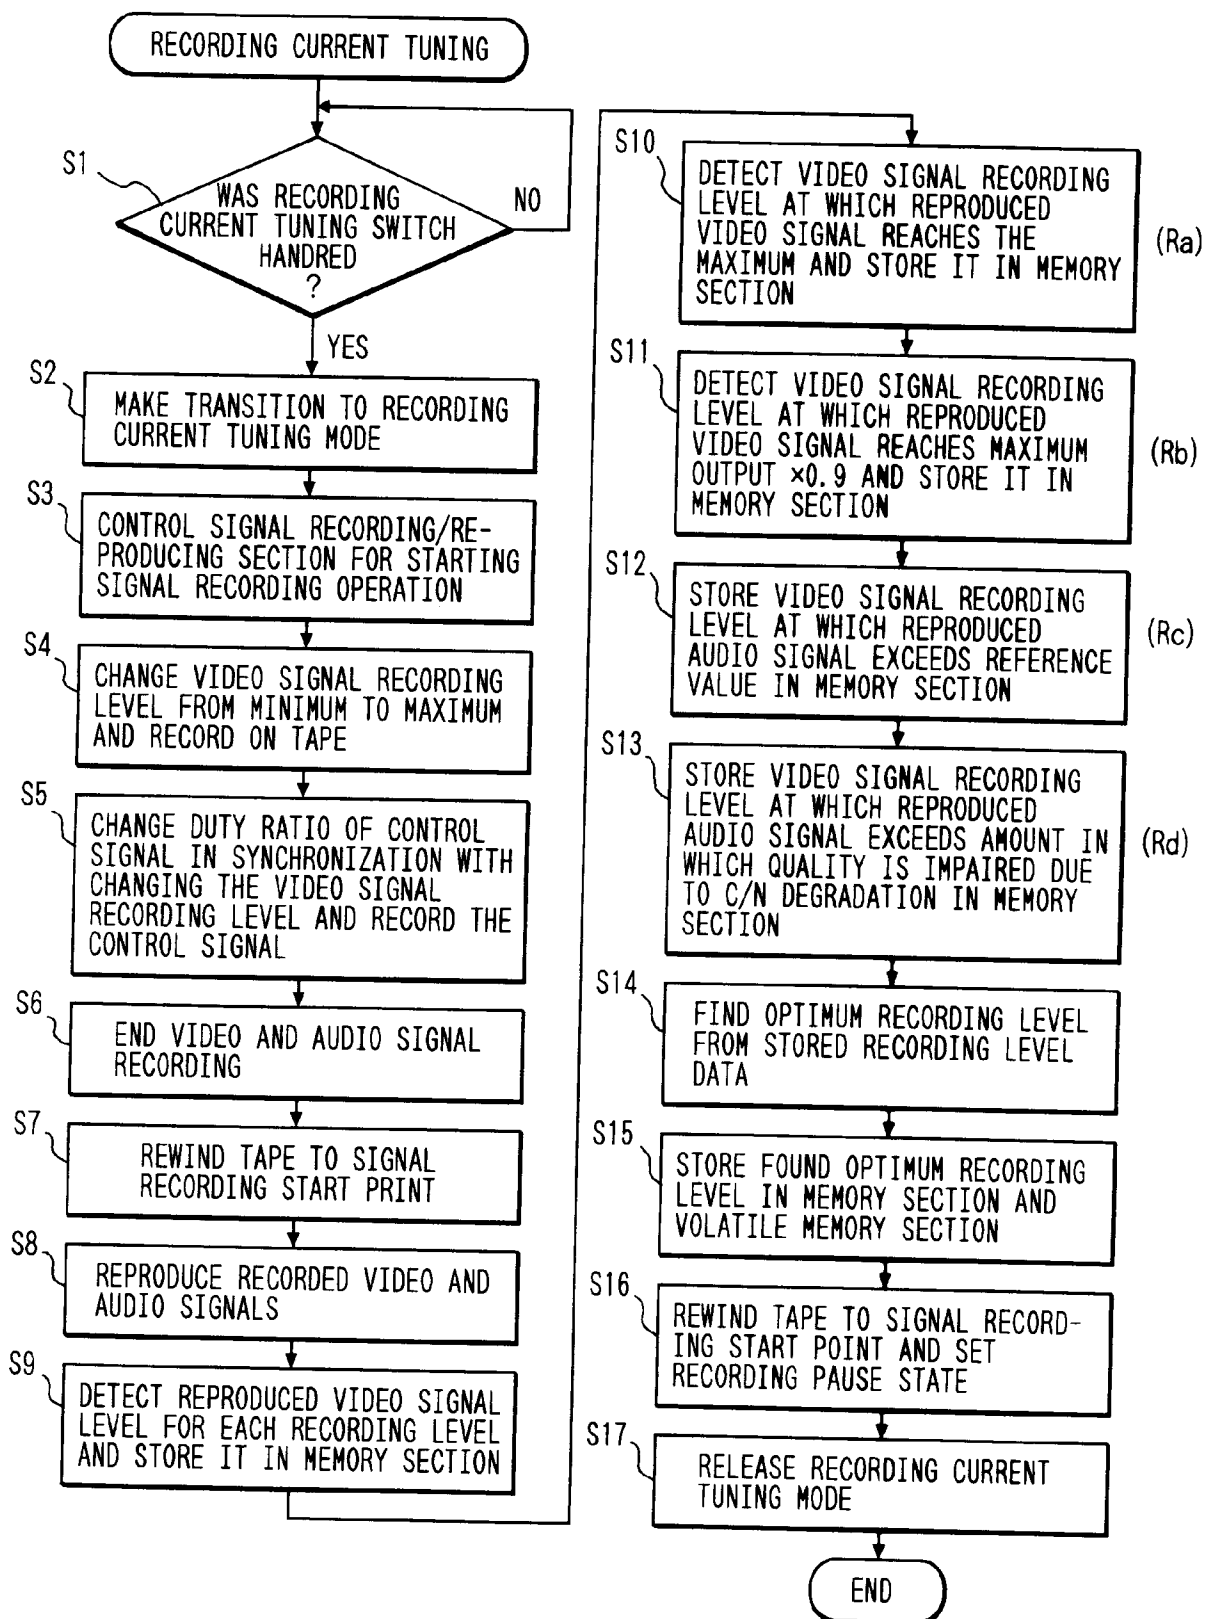 RECORDING CURRENT TUNING
S1
WAS RECORDING
CURRENT TUNING SWITCH
HANDRED
?
NO
YES
S2
MAKE TRANSITION TO RECORDING
CURRENT TUNING MODE
S3
CONTROL SIGNAL RECORDING/RE-
PRODUCING SECTION FOR STARTING
SIGNAL RECORDING OPERATION
S4
CHANGE VIDEO SIGNAL RECORDING
LEVEL FROM MINIMUM TO MAXIMUM
AND RECORD ON TAPE
S5
CHANGE DUTY RATIO OF CONTROL
SIGNAL IN SYNCHRONIZATION WITH
CHANGING THE VIDEO SIGNAL
RECORDING LEVEL AND RECORD THE
CONTROL SIGNAL
S6
END VIDEO AND AUDIO SIGNAL
RECORDING
S7
REWIND TAPE TO SIGNAL
RECORDING START PRINT
S8
REPRODUCE RECORDED VIDEO AND
AUDIO SIGNALS
S9
DETECT REPRODUCED VIDEO SIGNAL
LEVEL FOR EACH RECORDING LEVEL
AND STORE IT IN MEMORY SECTION
S10
DETECT VIDEO SIGNAL RECORDING
LEVEL AT WHICH REPRODUCED
VIDEO SIGNAL REACHES THE
MAXIMUM AND STORE IT IN MEMORY
SECTION
(Ra)
S11
DETECT VIDEO SIGNAL RECORDING
LEVEL AT WHICH REPRODUCED
VIDEO SIGNAL REACHES MAXIMUM
OUTPUT ×0.9 AND STORE IT IN
MEMORY SECTION
(Rb)
S12
STORE VIDEO SIGNAL RECORDING
LEVEL AT WHICH REPRODUCED
AUDIO SIGNAL EXCEEDS REFERENCE
VALUE IN MEMORY SECTION
(Rc)
S13
STORE VIDEO SIGNAL RECORDING
LEVEL AT WHICH REPRODUCED
AUDIO SIGNAL EXCEEDS AMOUNT IN
WHICH QUALITY IS IMPAIRED DUE
TO C/N DEGRADATION IN MEMORY
SECTION
(Rd)
S14
FIND OPTIMUM RECORDING LEVEL
FROM STORED RECORDING LEVEL
DATA
S15
STORE FOUND OPTIMUM RECORDING
LEVEL IN MEMORY SECTION AND
VOLATILE MEMORY SECTION
S16
REWIND TAPE TO SIGNAL RECORD-
ING START POINT AND SET
RECORDING PAUSE STATE
S17
RELEASE RECORDING CURRENT
TUNING MODE
END